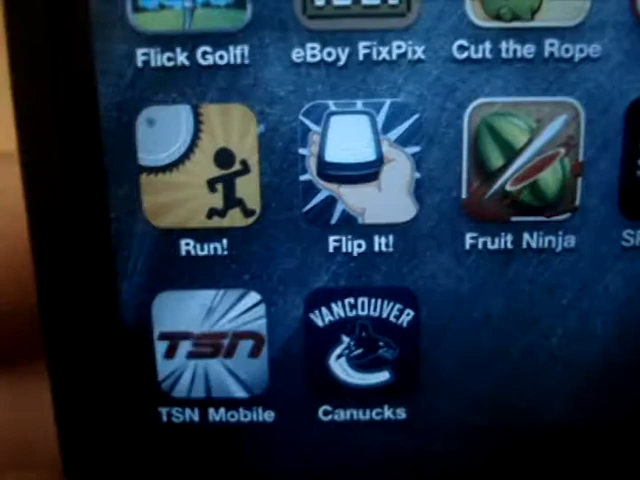 Flick Golf!
eBoy FixPix
Cut the Rope
Run!
Flip It!
Fruit Ninja
TSN
VANCOUVER
TSN Mobile
Canucks